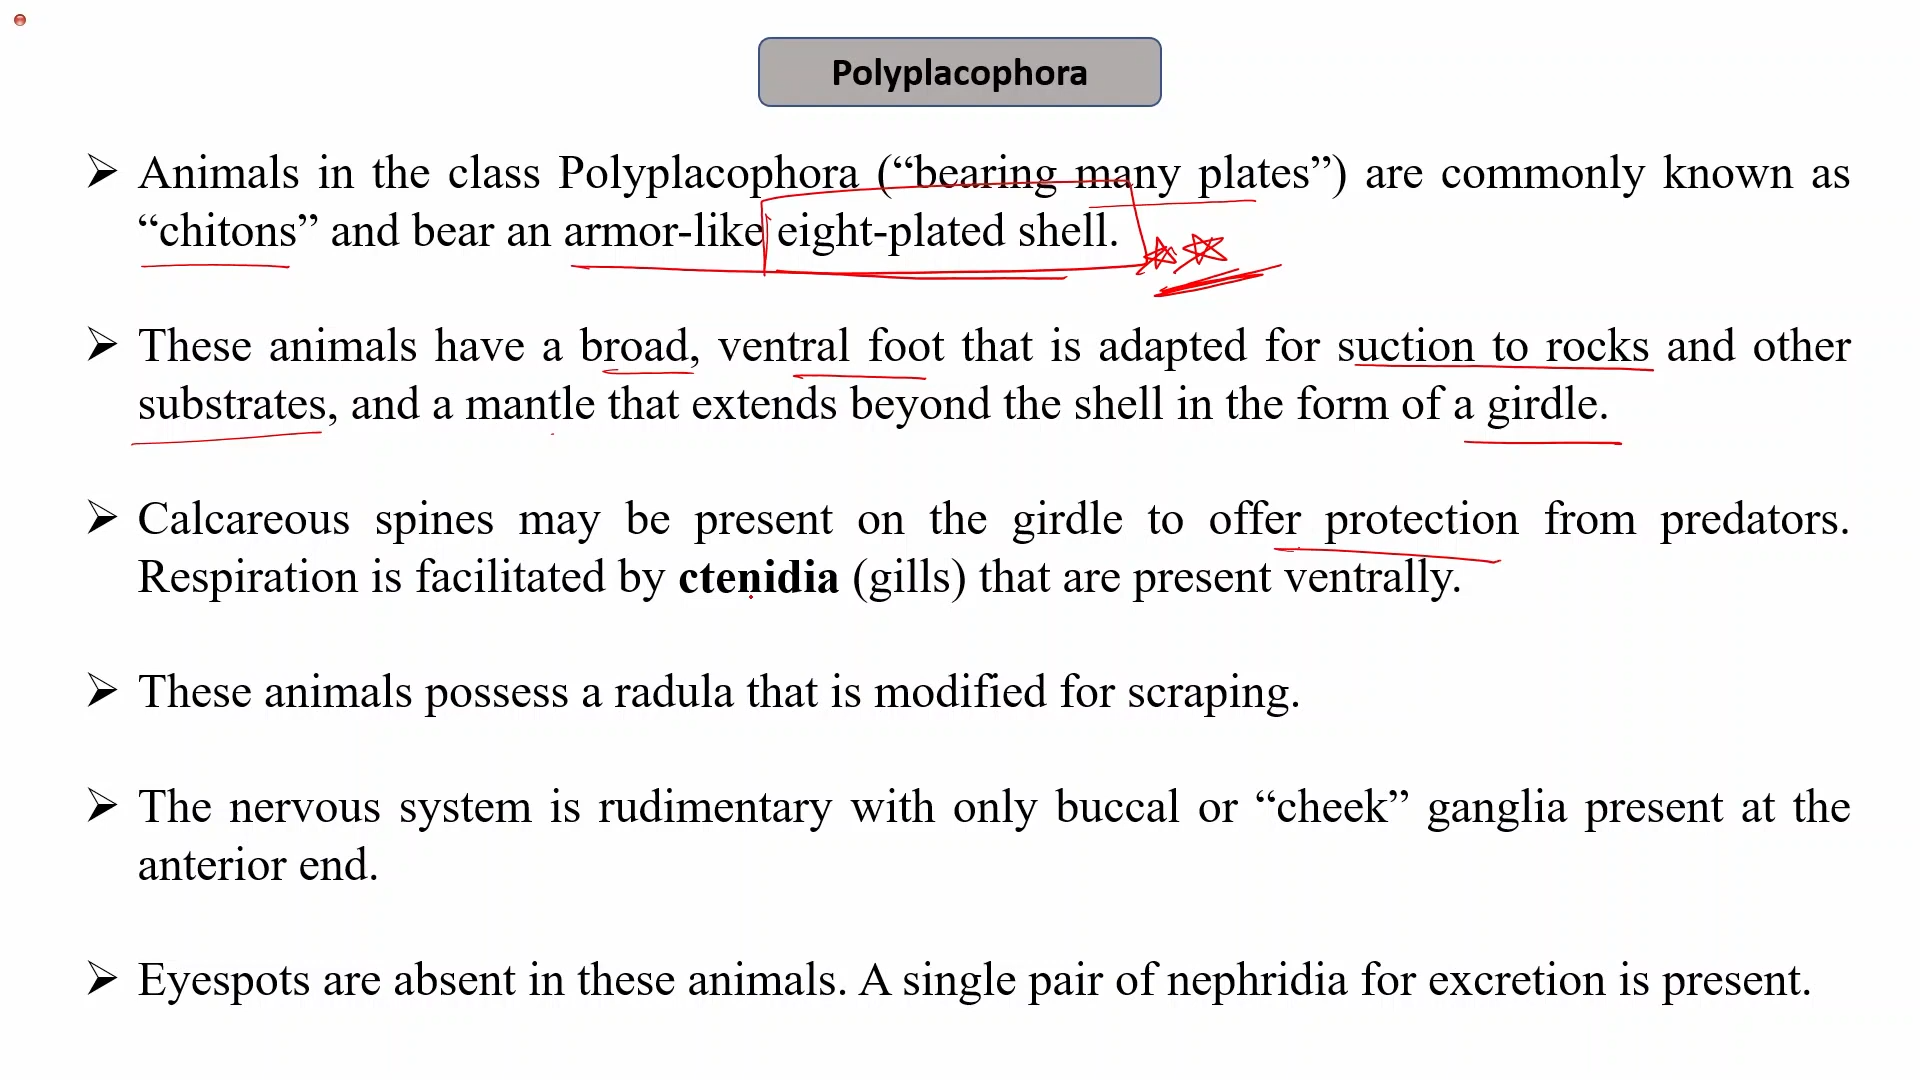 Polyplacophora
➢ Animals in the class Polyplacophora (“bearing many plates”) are commonly known as
“chitons” and bear an armor-like eight-plated shell.
➢ These animals have a broad, ventral foot that is adapted for suction to rocks and other
substrates, and a mantle that extends beyond the shell in the form of a girdle.
➢ Calcareous spines may be present on the girdle to offer protection from predators.
Respiration is facilitated by ctenidia (gills) that are present ventrally.
➢ These animals possess a radula that is modified for scraping.
➢ The nervous system is rudimentary with only buccal or “cheek” ganglia present at the
anterior end.
➢ Eyespots are absent in these animals. A single pair of nephridia for excretion is present.